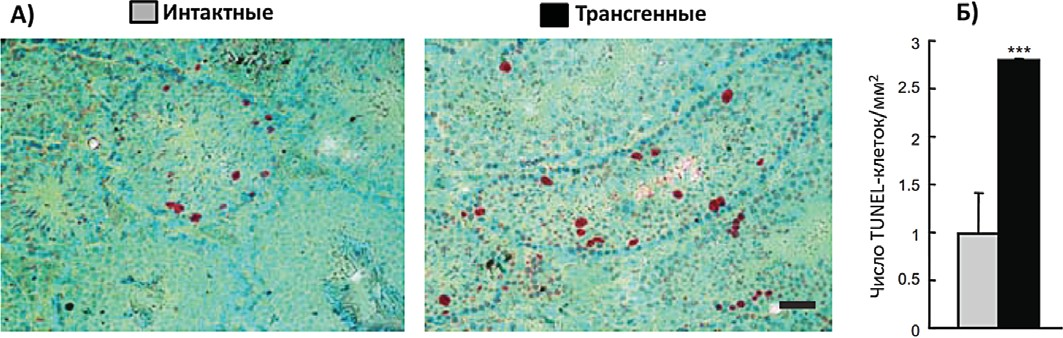 А)
Интактные
Трансгенные
Б)
Число TUNEL-клеток/мм²
3
2.5
2
1.5
1
0.5
0
***